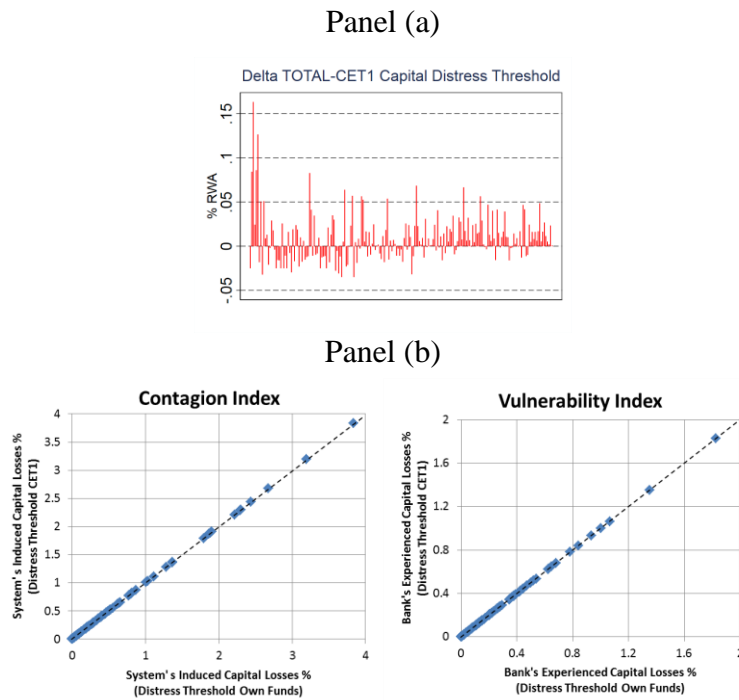 Panel (a)
Delta TOTAL-CET1 Capital Distress Threshold
% RWA
.15
.1
.05
0
-.05
Panel (b)
Contagion Index
System's Induced Capital Losses %
(Distress Threshold CET1)
4
3.5
3
2.5
2
1.5
1
0.5
0
0 1 2 3 4
System's Induced Capital Losses %
(Distress Threshold Own Funds)
Vulnerability Index
Bank's Experienced Capital Losses %
(Distress Threshold CET1)
2
1.6
1.2
0.8
0.4
0
0 0.4 0.8 1.2 1.6 2
Bank's Experienced Capital Losses %
(Distress Threshold Own Funds)